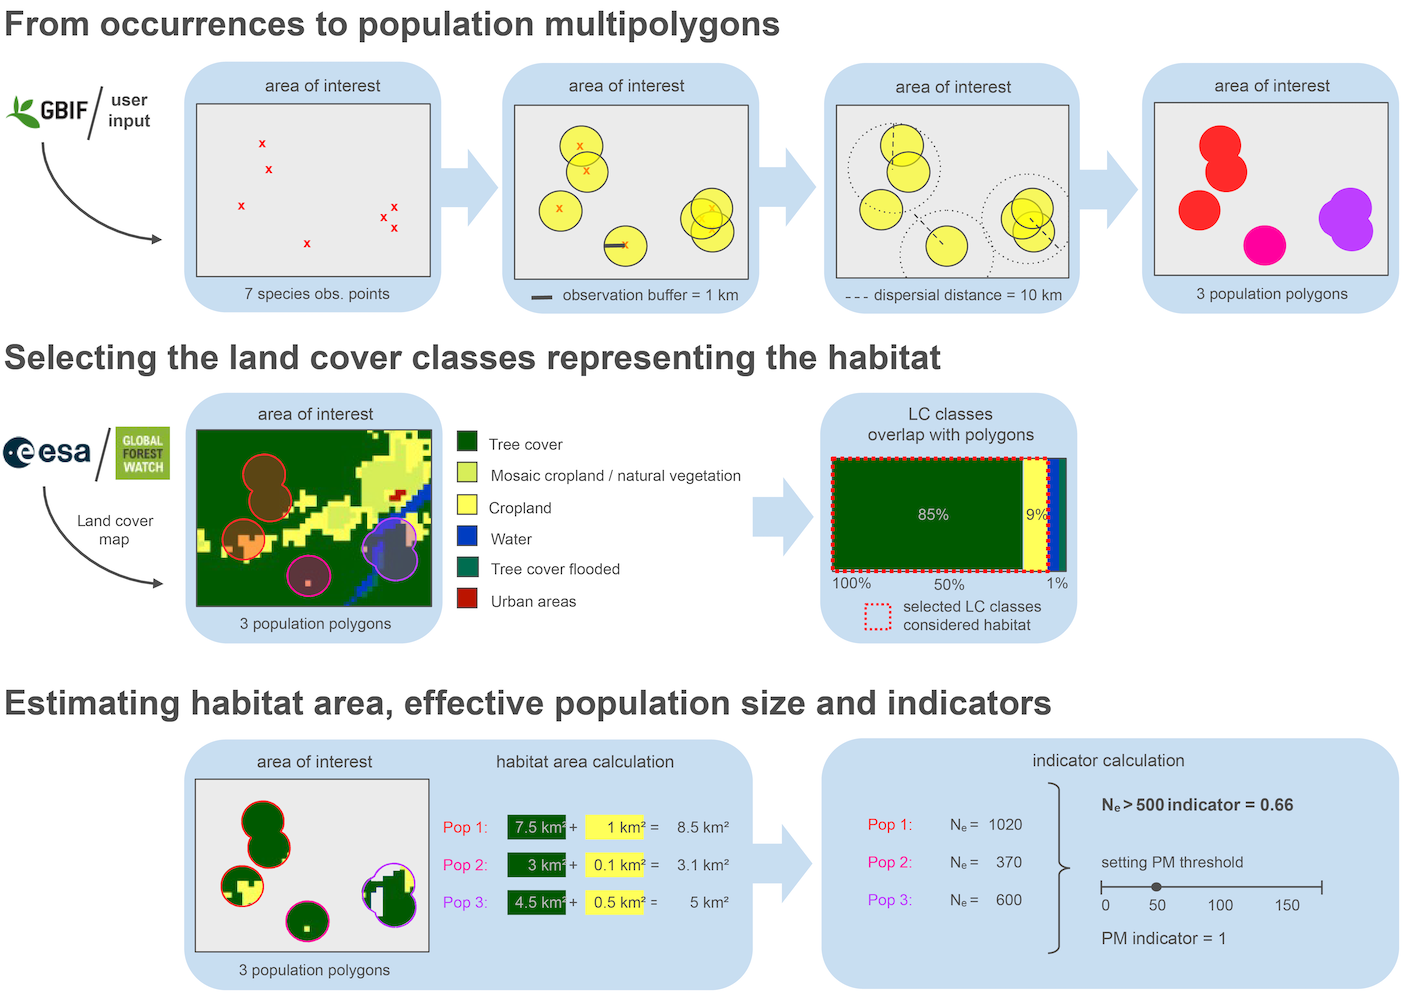 From occurrences to population multipolygons
GBIF / user input
area of interest
x
x
x
x
x
x
x
7 species obs. points
area of interest
x
x
x
x
x
observation buffer = 1 km
area of interest
--- dispersial distance = 10 km
area of interest
3 population polygons
Selecting the land cover classes representing the habitat
esa / GLOBAL
FOREST
WATCH
Land cover
map
area of interest
3 population polygons
Tree cover
Mosaic cropland / natural vegetation
Cropland
Water
Tree cover flooded
Urban areas
LC classes
overlap with polygons
85%
9%
100%
50%
1%
selected LC classes
considered habitat
Estimating habitat area, effective population size and indicators
area of interest
3 population polygons
habitat area calculation
Pop 1: 7.5 km² + 1 km² = 8.5 km²
Pop 2: 3 km² + 0.1 km² = 3.1 km²
Pop 3: 4.5 km² + 0.5 km² = 5 km²
indicator calculation
Pop 1: Nₑ = 1020
Pop 2: Nₑ = 370
Pop 3: Nₑ = 600
Nₑ > 500 indicator = 0.66
setting PM threshold
0 50 100 150
PM indicator = 1